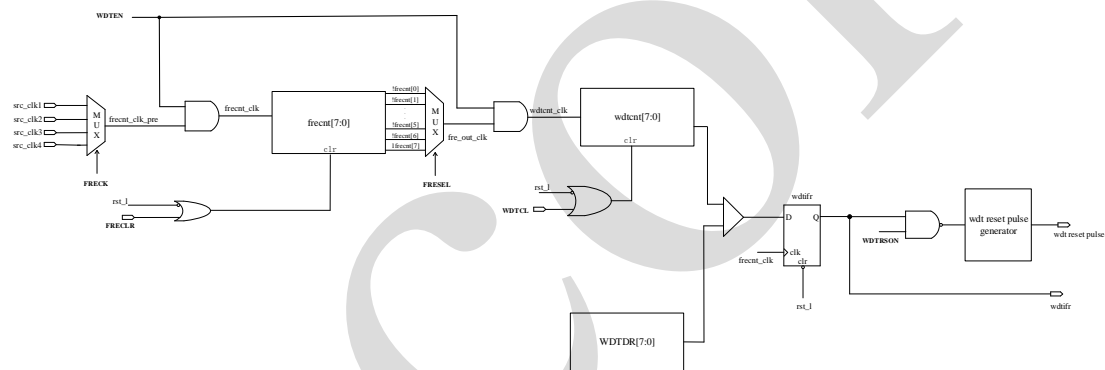 WDTEN
src_clk1
src_clk2
src_clk3
src_clk4
M
U
X
frecnt_clk_pre
FRECK
frecnt_clk
rst_l
FRECLR
frecnt[7:0]
clr
!frecnt[0]
!frecnt[1]
!frecnt[5]
!frecnt[6]
!frecnt[7]
M
U
X
fre_out_clk
FRESEL
wdtcnt_clk
rst_l
WDTCL
wdtcnt[7:0]
clr
WDTDR[7:0]
wdtifr
D
Q
clk
clr
frecnt_clk
rst_l
WDTRSON
wdt reset pulse
generator
wdt reset pulse
wdtifr